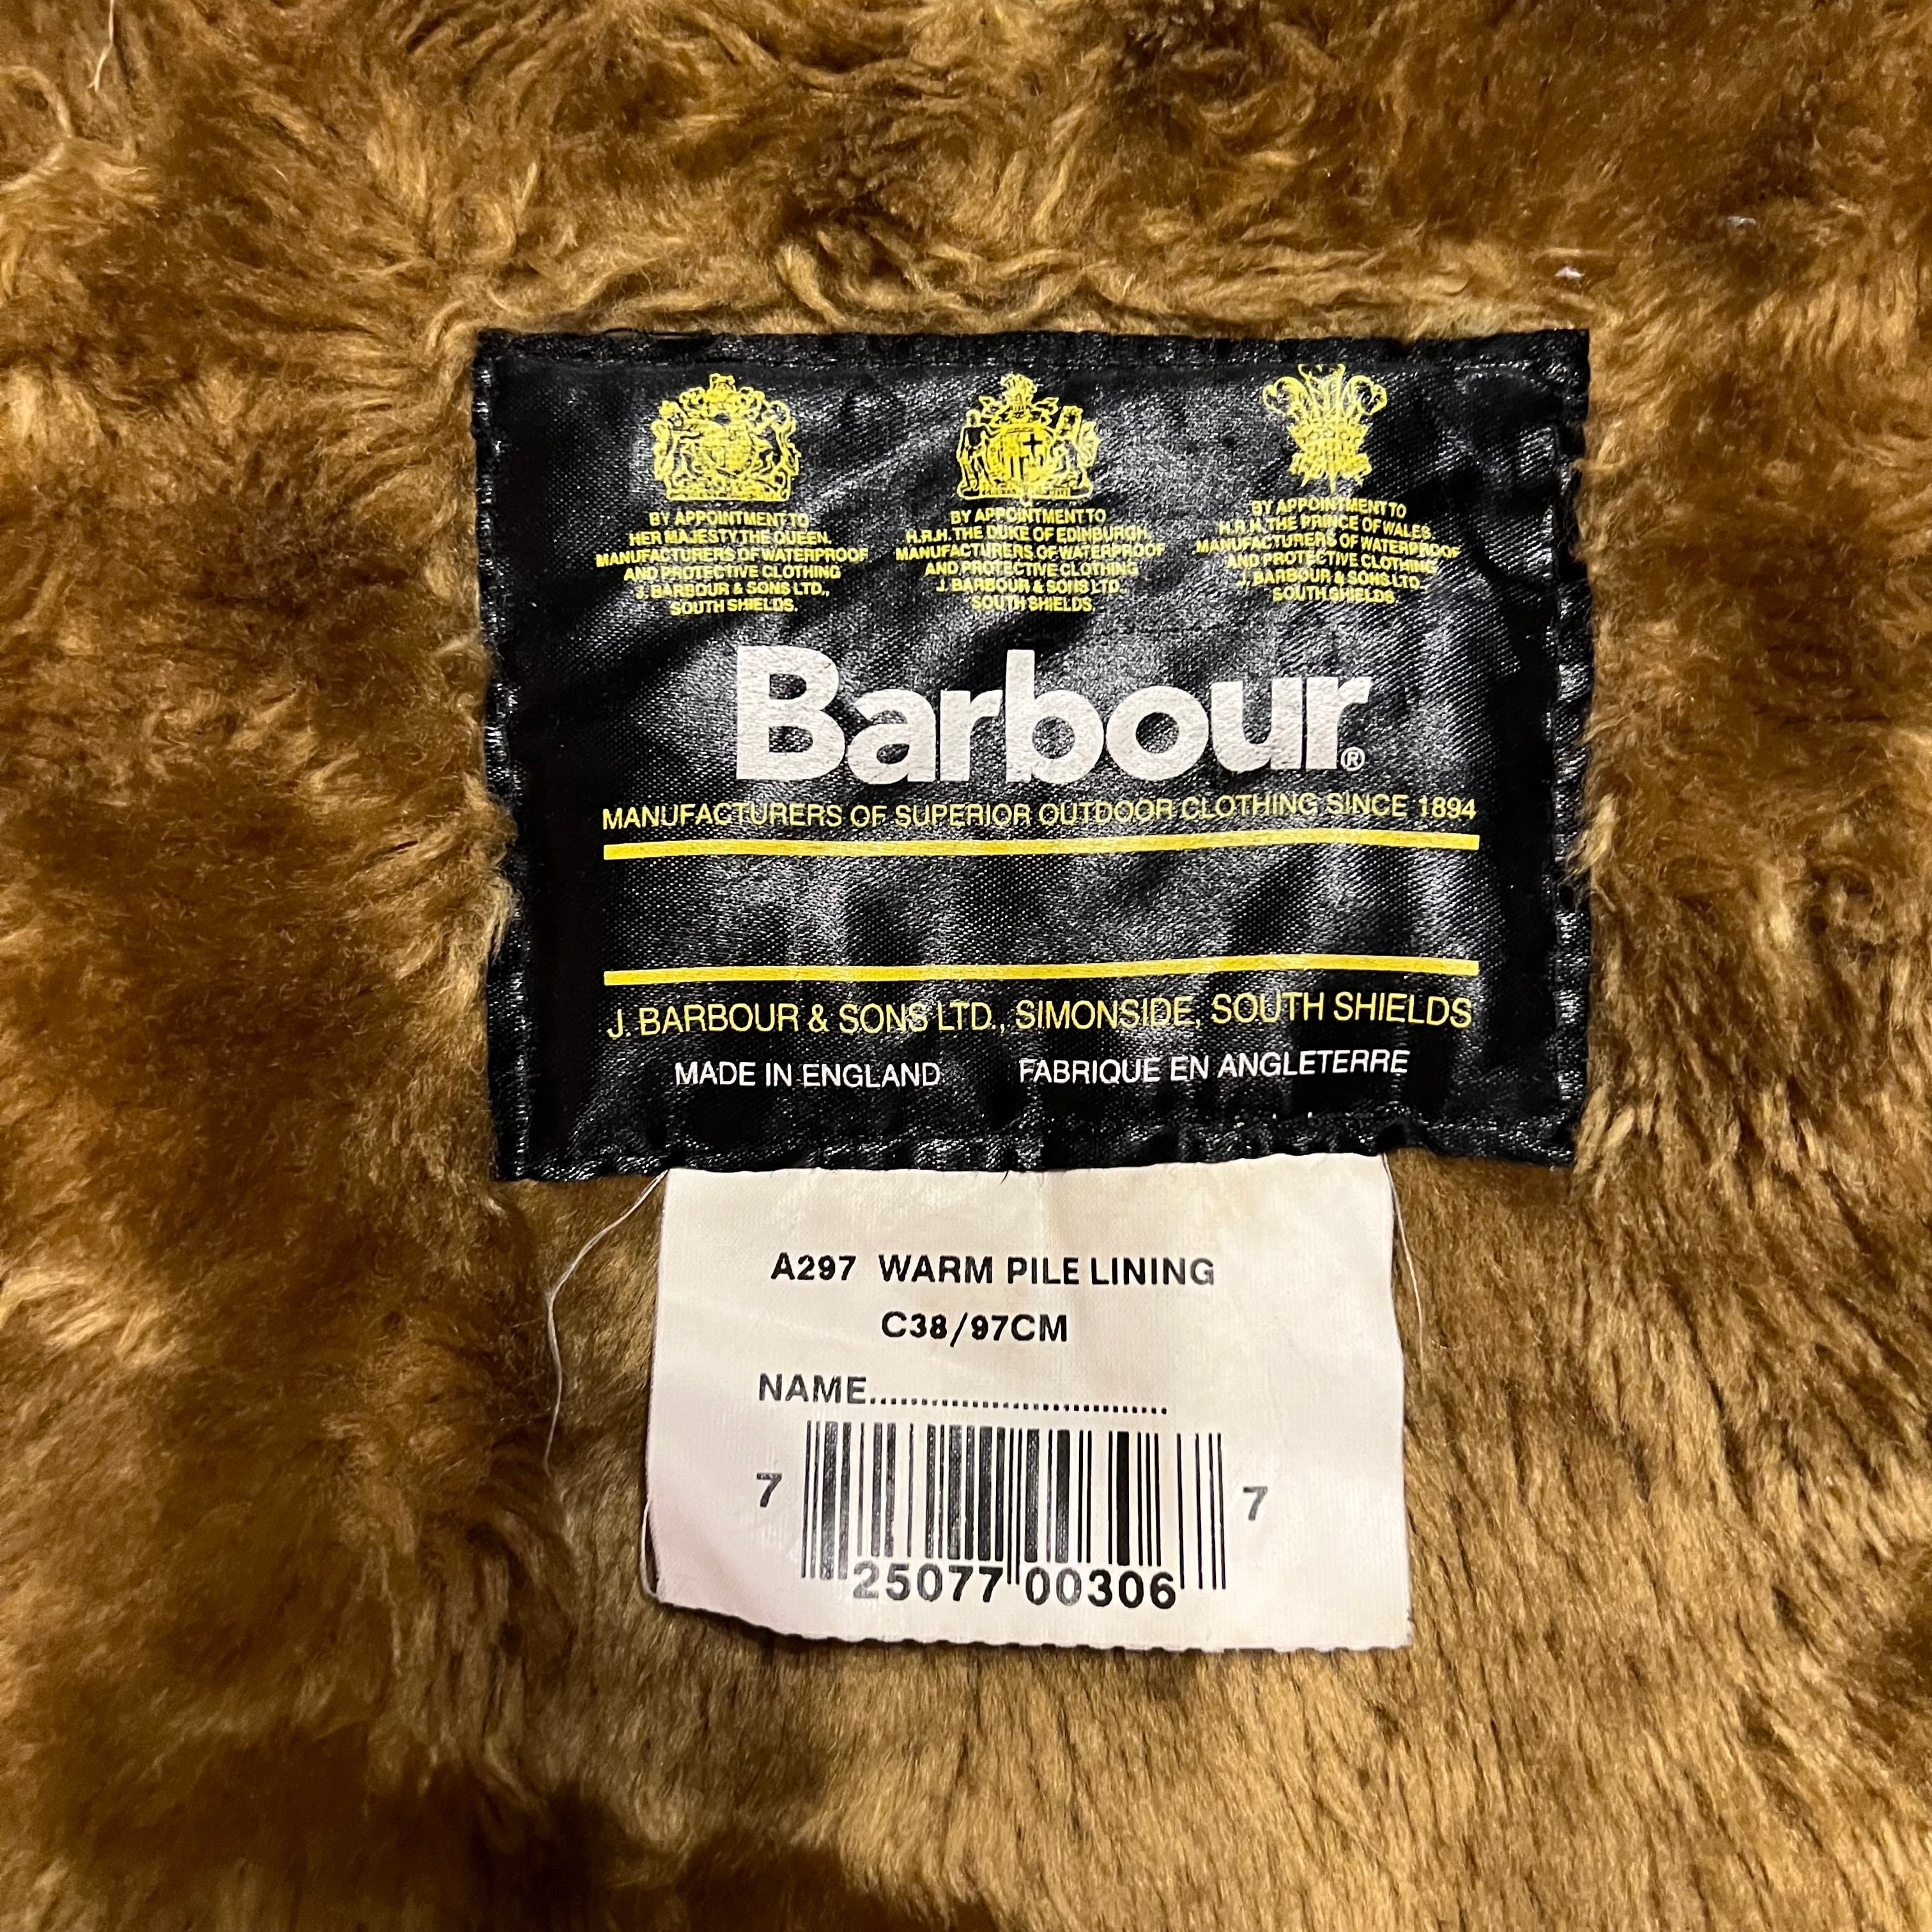 BY APPOINTMENT TO
HER MAJESTY THE QUEEN.
MANUFACTURERS OF WATERPROOF
AND PROTECTIVE CLOTHING
J. BARBOUR & SONS LTD.,
SOUTH SHIELDS.
BY APPOINTMENT TO
H.R.H. THE DUKE OF EDINBURGH,
MANUFACTURERS OF WATERPROOF
AND PROTECTIVE CLOTHING
J. BARBOUR & SONS LTD.,
SOUTH SHIELDS.
BY APPOINTMENT TO
H.R.H. THE PRINCE OF WALES,
MANUFACTURERS OF WATERPROOF
AND PROTECTIVE CLOTHING
J. BARBOUR & SONS LTD.
SOUTH SHIELDS.
Barbour®
MANUFACTURERS OF SUPERIOR OUTDOOR CLOTHING SINCE 1894
J. BARBOUR & SONS LTD., SIMONSIDE, SOUTH SHIELDS
MADE IN ENGLAND FABRIQUE EN ANGLETERRE
A297 WARM PILE LINING
C38/97CM
NAME..............................
7 25077 00306 7